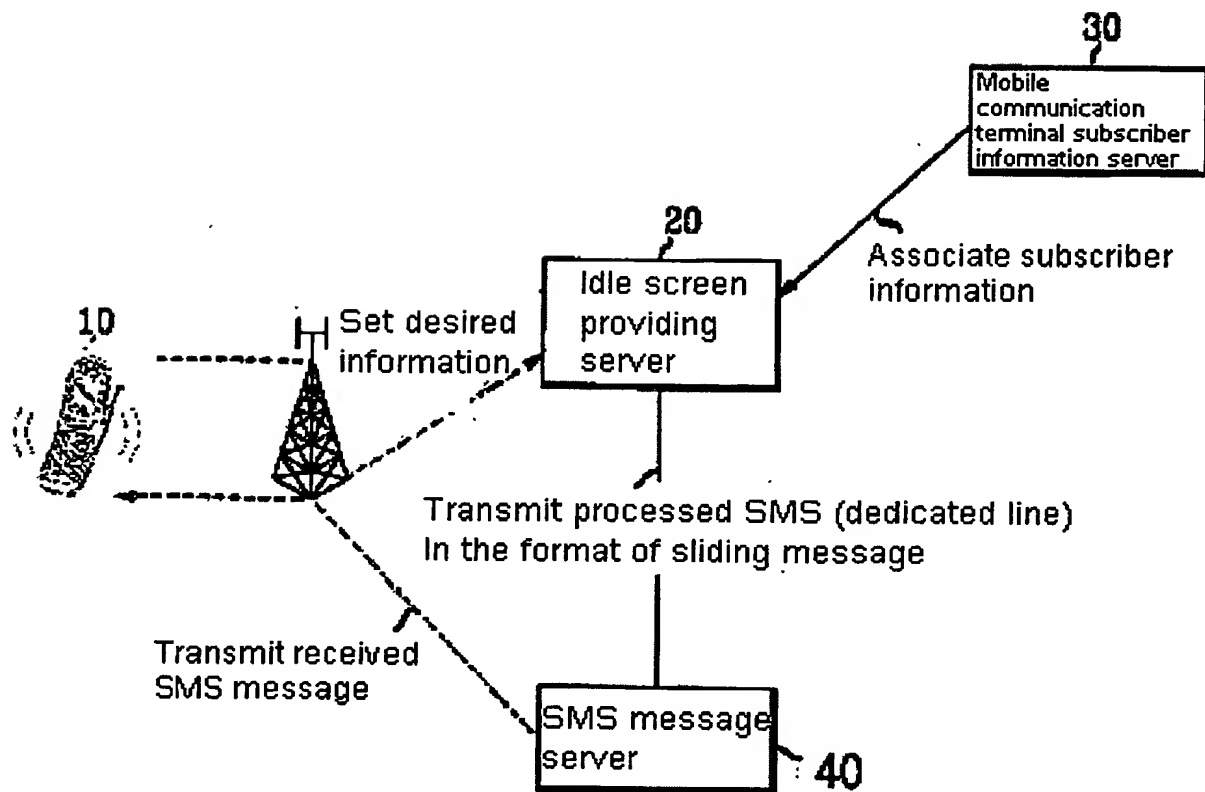 30
Mobile
communication
terminal subscriber
information server
20
Associate subscriber
information
Idle screen
providing
server
10
Set desired
information
Transmit processed SMS (dedicated line)
In the format of sliding message
Transmit received
SMS message
SMS message
server
40